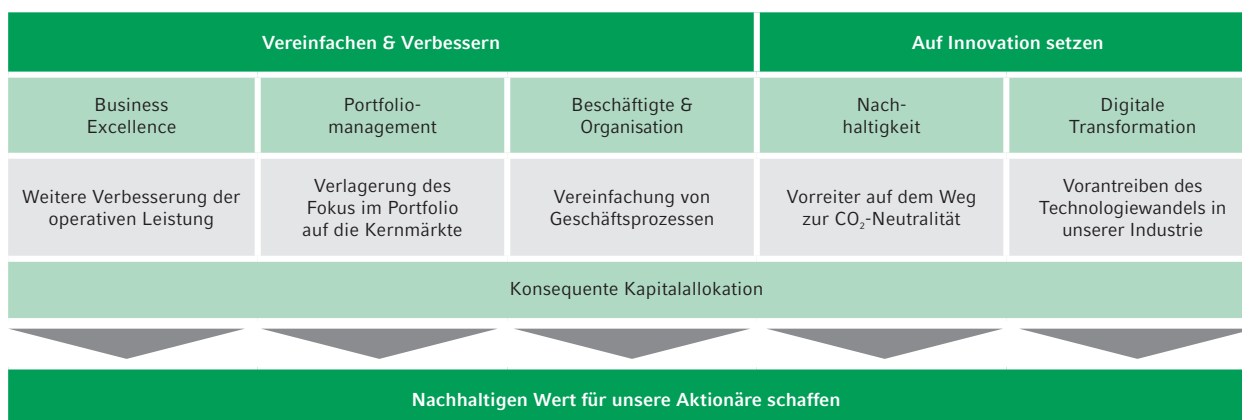 Vereinfachen & Verbessern
Auf Innovation setzen
Business
Excellence
Portfolio-
management
Beschäftigte &
Organisation
Nach-
haltigkeit
Digitale
Transformation
Weitere Verbesserung der
operativen Leistung
Verlagerung des
Fokus im Portfolio
auf die Kernmärkte
Vereinfachung von
Geschäftsprozessen
Vorreiter auf dem Weg
zur CO₂-Neutralität
Vorantreiben des
Technologiewandels in
unserer Industrie
Konsequente Kapitalallokation
Nachhaltigen Wert für unsere Aktionäre schaffen